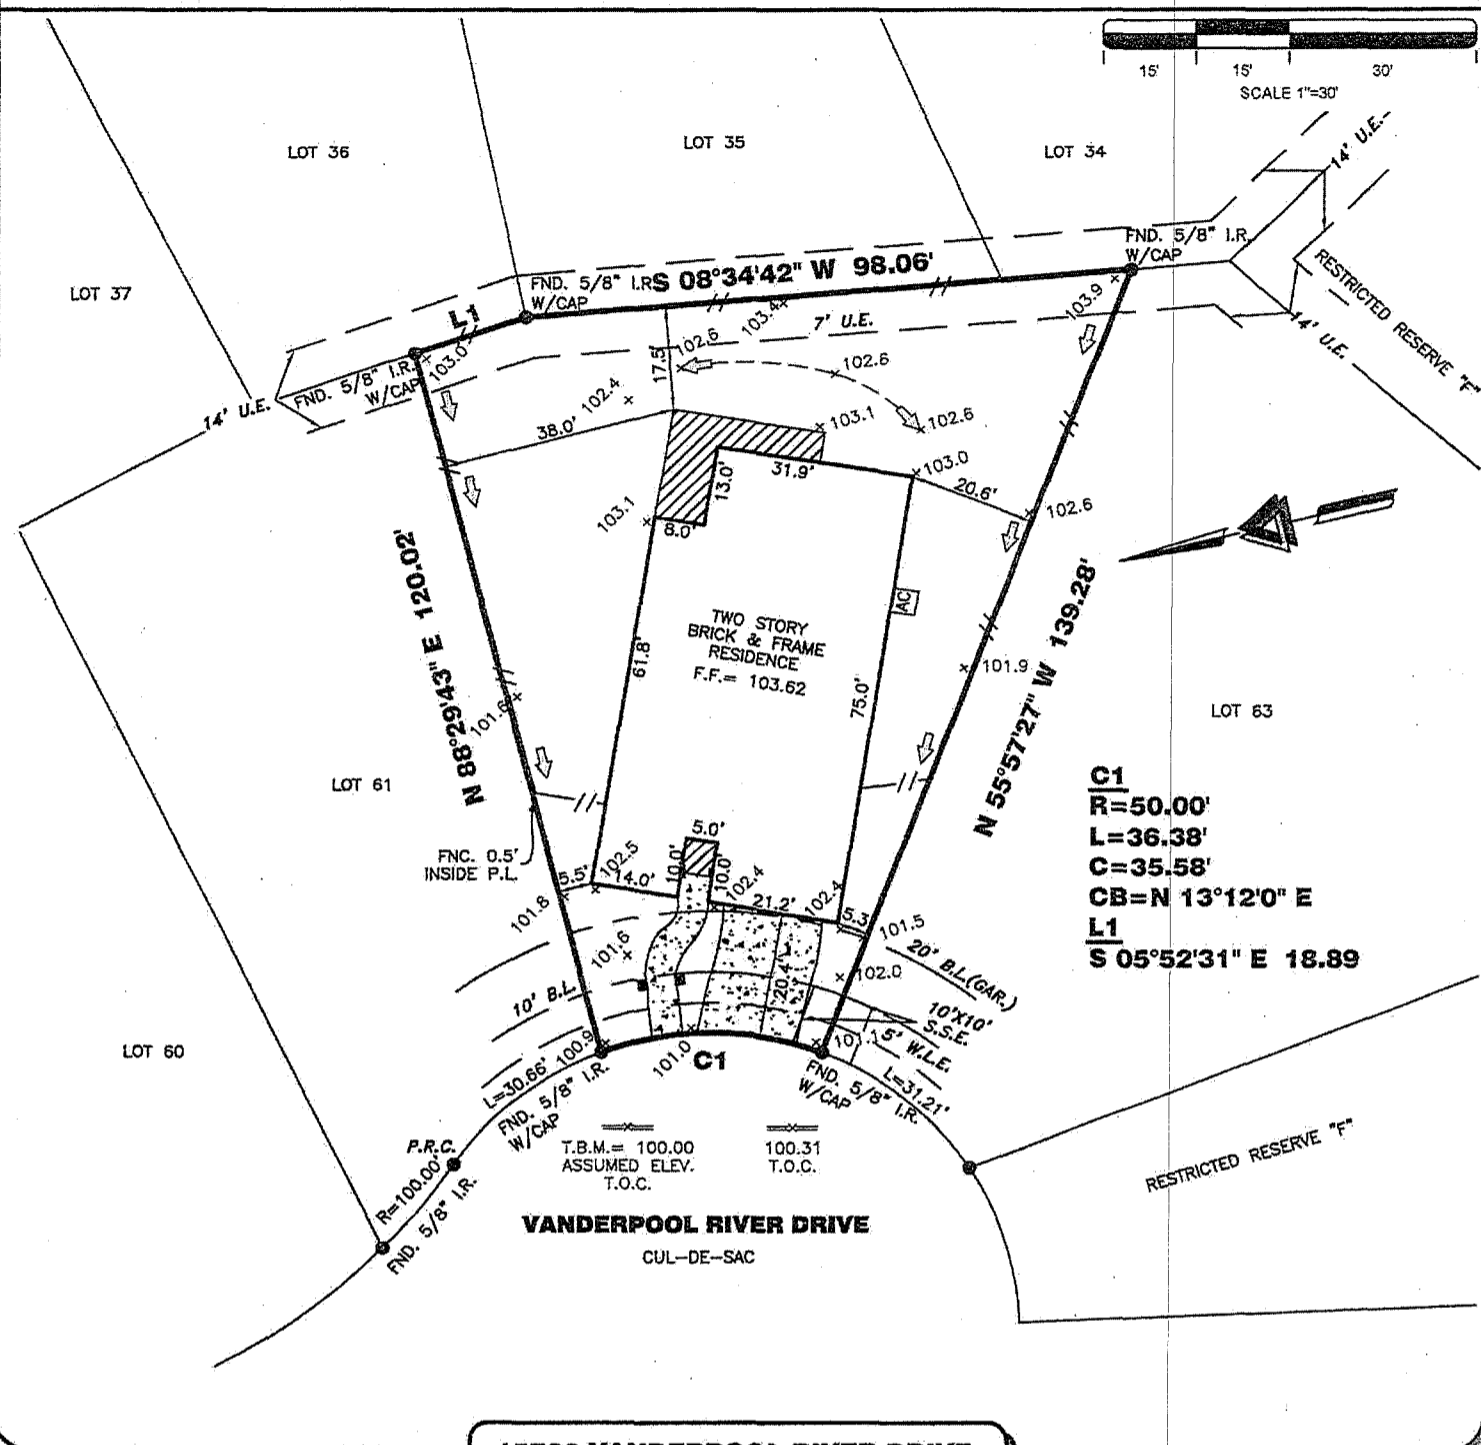 15' 15' 30'
SCALE 1"=30'
LOT 36
LOT 35
LOT 34
14' U.E.
FND. 5/8" I.R.
W/CAP
RESTRICTED RESERVE "F"
LOT 37
FND. 5/8" I.R.
W/CAP
S 08°34'42" W 98.06'
103.9
L1
103.4
7' U.E.
14' U.E.
103.0
102.6
17.5'
102.6
FND. 5/8" I.R.
W/CAP
14' U.E.
102.4
38.0'
103.1
102.6
31.9'
103.0
13.0'
20.6'
102.6
103.1
8.0'
N 88°29'43" E 120.02'
AC
TWO STORY
BRICK & FRAME
RESIDENCE
F.F.= 103.62
61.8'
75.0'
101.9
N 55°57'27" W 139.28'
101.6
LOT 63
LOT 61
C1
R=50.00'
L=36.38'
C=35.58'
CB=N 13°12'0" E
L1
S 05°52'31" E 18.89
5.0'
FNC. 0.5'
INSIDE P.L.
5.5'
102.5
14.0'
10.0'
10.0'
102.4
21.2'
102.4
5.3
101.8
101.5
101.6
20' B.L.(GAR.)
102.0
20.4'
10' B.L.
10'X10'
S.S.E.
LOT 60
100.9
101.0
C1
101.1
5' W.L.E.
L=30.66'
FND. 5/8" I.R.
W/CAP
FND. 5/8" I.R.
W/CAP
L=31.21'
P.R.C.
T.B.M.= 100.00
ASSUMED ELEV.
T.O.C.
100.31
T.O.C.
RESTRICTED RESERVE "F"
R=100.00'
FND. 5/8" I.R.
VANDERPOOL RIVER DRIVE
CUL-DE-SAC
VANDERPOOL RIVER DRIVE